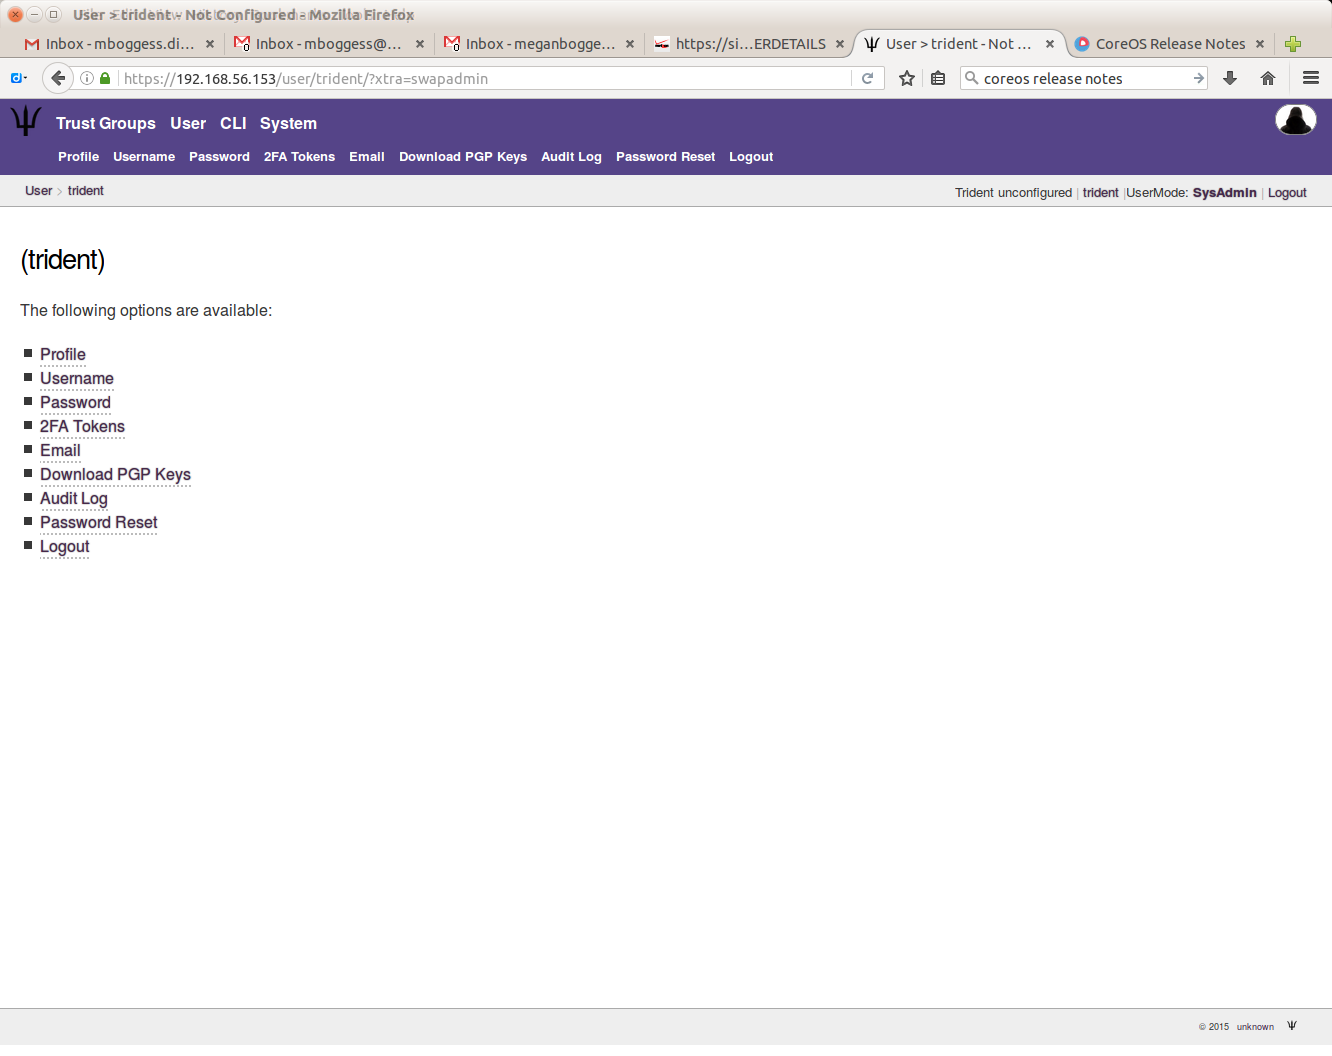 User > trident - Not Configured - Mozilla Firefox
Inbox - mboggess.di... Inbox - mboggess@... Inbox - meganbogge... https://si...ERDETAILS User > trident - Not ... CoreOS Release Notes
https://192.168.56.153/user/trident/?xtra=swapadmin coreos release notes
Trust Groups User CLI System
Profile Username Password 2FA Tokens Email Download PGP Keys Audit Log Password Reset Logout
User > trident Trident unconfigured | trident |UserMode: SysAdmin | Logout
(trident)
The following options are available:
Profile
Username
Password
2FA Tokens
Email
Download PGP Keys
Audit Log
Password Reset
Logout
© 2015 unknown